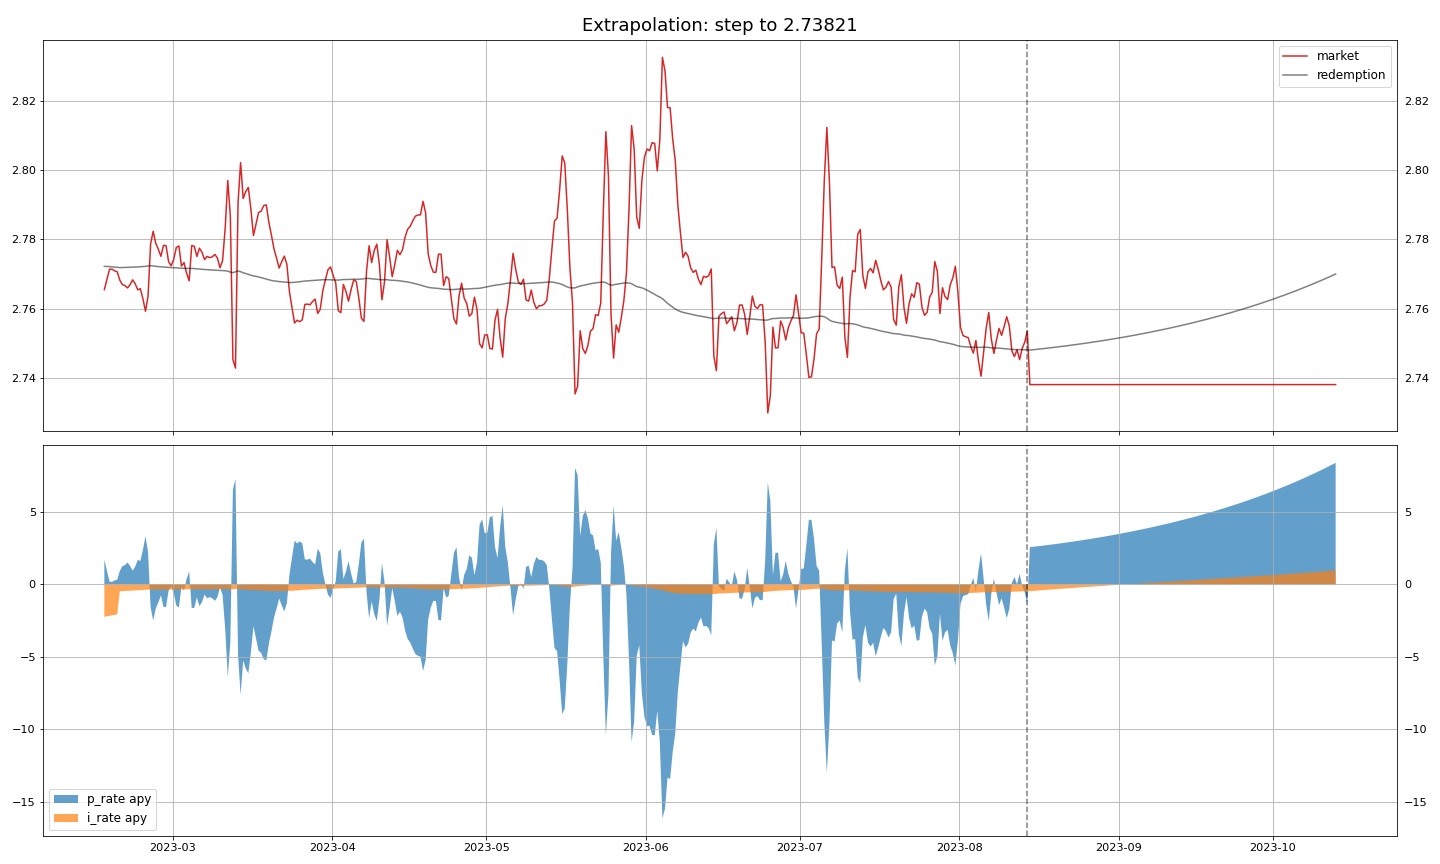 Extrapolation: step to 2.73821
market
redemption
2.82 2.82
2.80 2.80
2.78 2.78
2.76 2.76
2.74 2.74
5 5
0 0
−5 −5
−10 −10
−15 −15
p_rate apy
i_rate apy
2023-03 2023-04 2023-05 2023-06 2023-07 2023-08 2023-09 2023-10